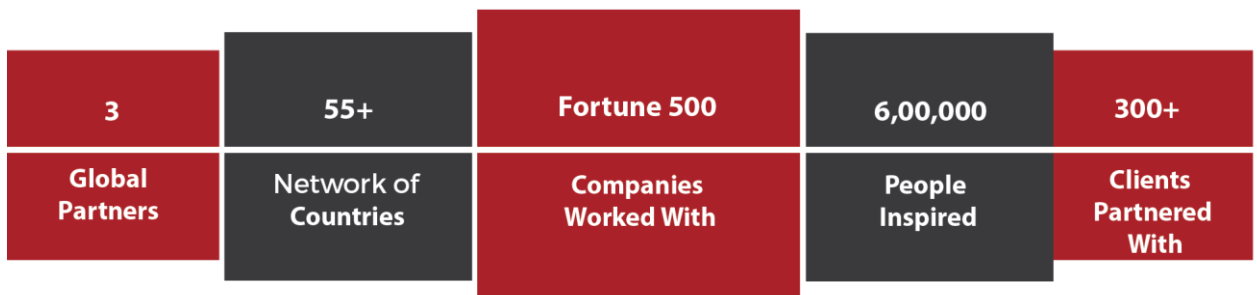 3
Global
Partners
55+
Network of
Countries
Fortune 500
Companies
Worked With
6,00,000
People
Inspired
300+
Clients
Partnered
With